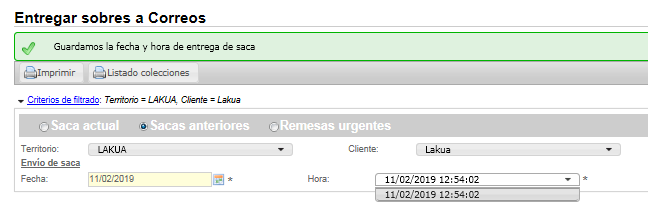 Entregar sobres a Correos
Guardamos la fecha y hora de entrega de saca
Imprimir Listado colecciones
Criterios de filtrado: Territorio = LAKUA, Cliente = Lakua
Saca actual Sacas anteriores Remesas urgentes
Territorio: LAKUA Cliente: Lakua
Envio de saca
Fecha: 11/02/2019 * Hora: 11/02/2019 12:54:02 *
11/02/2019 12:54:02